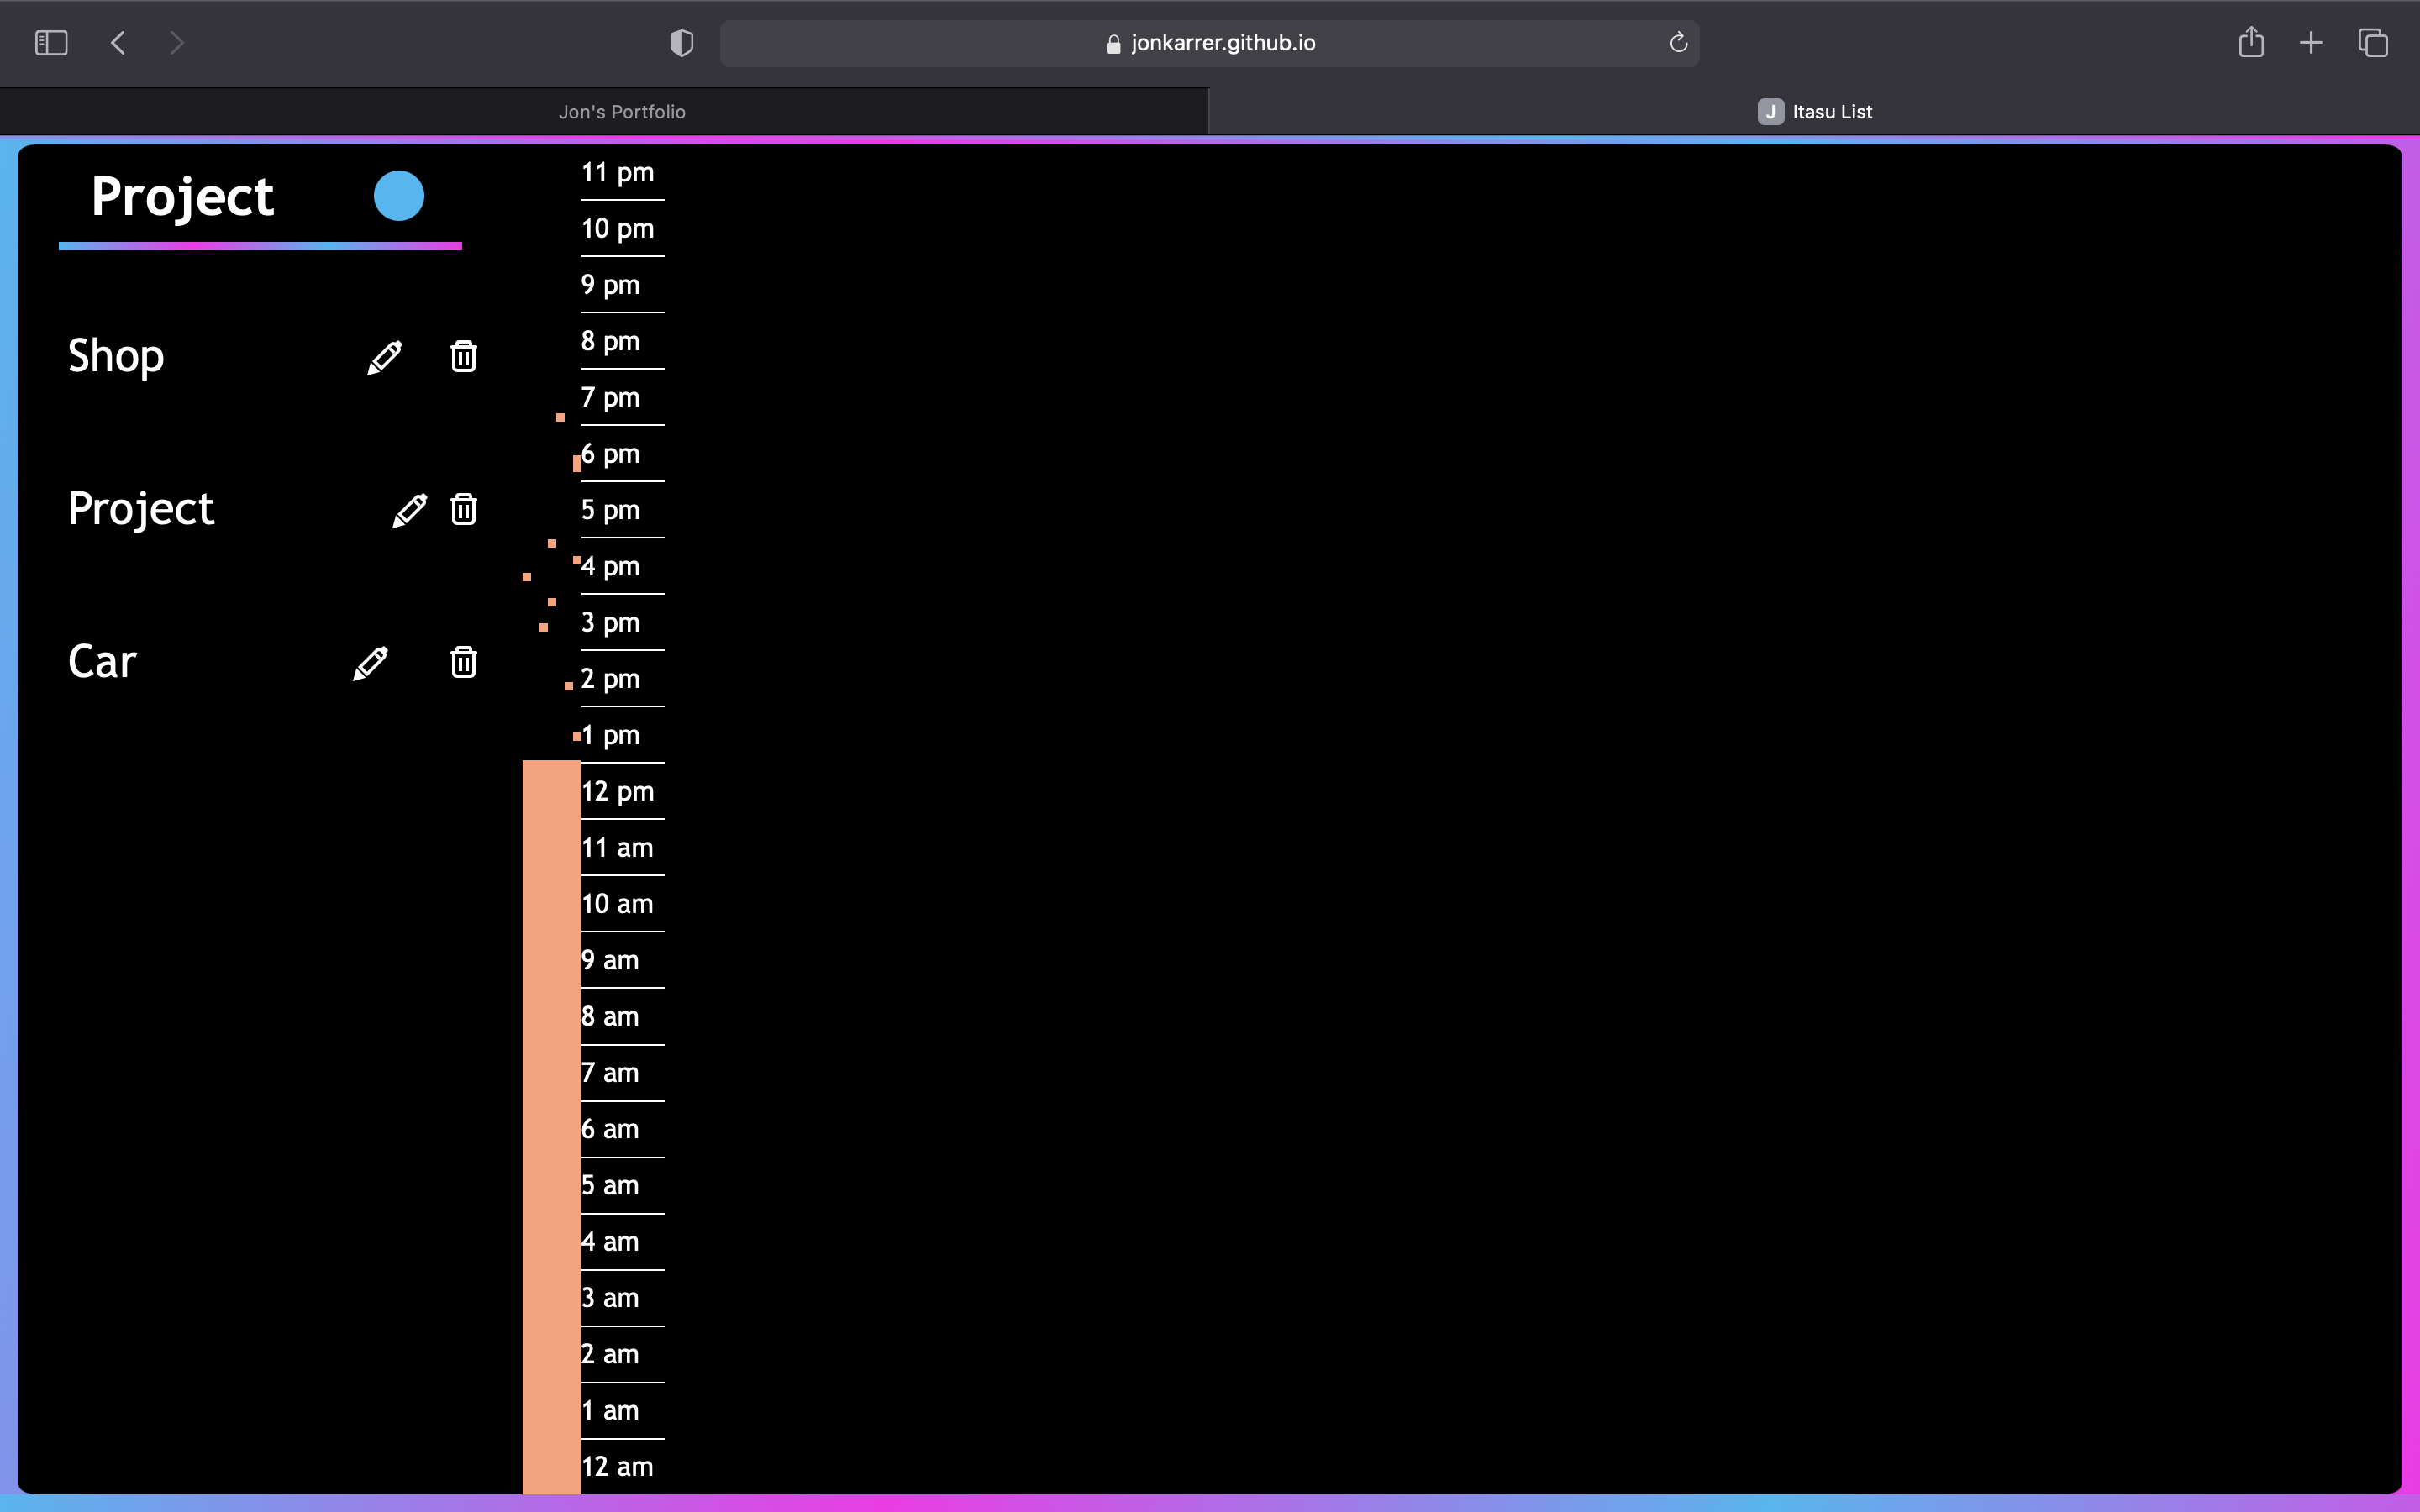 jonkarrer.github.io
Jon's Portfolio
J Itasu List
Project
Shop
Project
Car
11 pm
10 pm
9 pm
8 pm
7 pm
6 pm
5 pm
4 pm
3 pm
2 pm
1 pm
12 pm
11 am
10 am
9 am
8 am
7 am
6 am
5 am
4 am
3 am
2 am
1 am
12 am